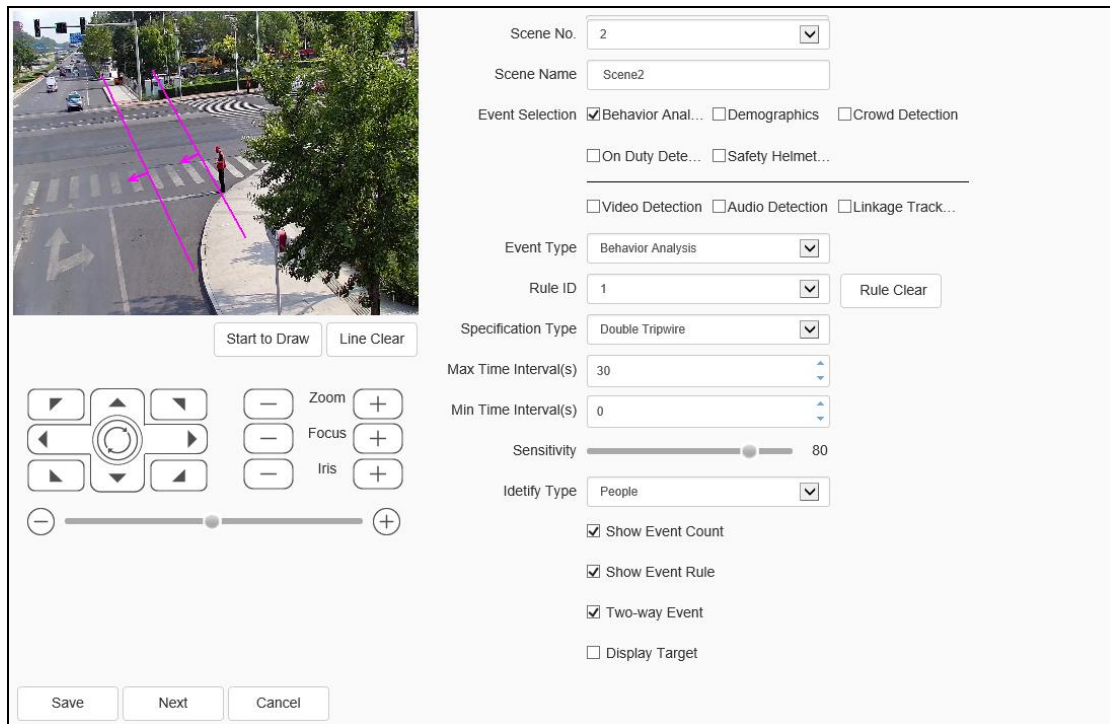 Scene No. 2
Scene Name Scene2
Event Selection Behavior Anal... Demographics Crowd Detection
On Duty Dete... Safety Helmet...
Video Detection Audio Detection Linkage Track...
Event Type Behavior Analysis
Rule ID 1 Rule Clear
Specification Type Double Tripwire
Start to Draw Line Clear
Max Time Interval(s) 30
Min Time Interval(s) 0
Zoom
Focus
Iris
Sensitivity 80
Idetify Type People
Show Event Count
Show Event Rule
Two-way Event
Display Target
Save Next Cancel